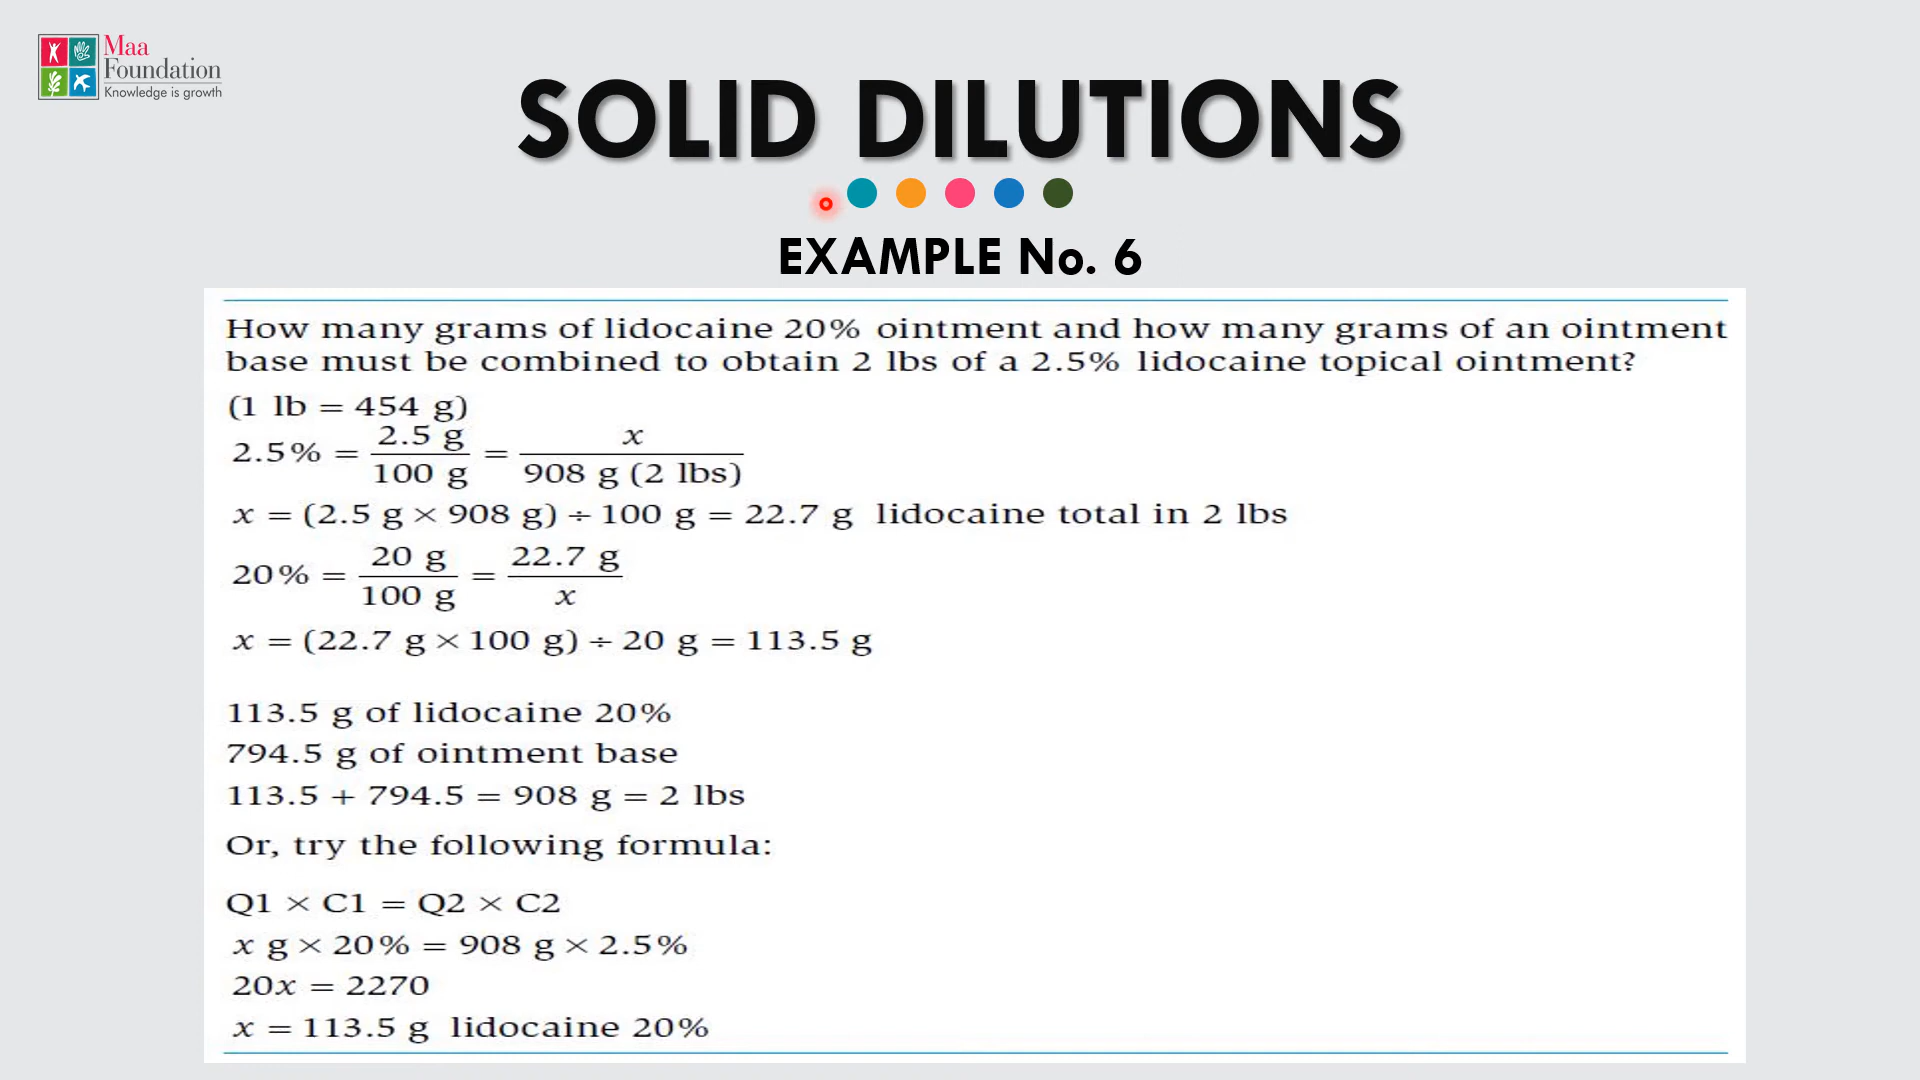 Maa
Foundation
Knowledge is growth
SOLID DILUTIONS
EXAMPLE No. 6
How many grams of lidocaine 20% ointment and how many grams of an ointment
base must be combined to obtain 2 lbs of a 2.5% lidocaine topical ointment?
(1 lb = 454 g)
2.5% = 2.5 g / 100 g = x / 908 g (2 lbs)
x = (2.5 g × 908 g) ÷ 100 g = 22.7 g lidocaine total in 2 lbs
20% = 20 g / 100 g = 22.7 g / x
x = (22.7 g × 100 g) ÷ 20 g = 113.5 g
113.5 g of lidocaine 20%
794.5 g of ointment base
113.5 + 794.5 = 908 g = 2 lbs
Or, try the following formula:
Q1 × C1 = Q2 × C2
x g × 20% = 908 g × 2.5%
20x = 2270
x = 113.5 g lidocaine 20%